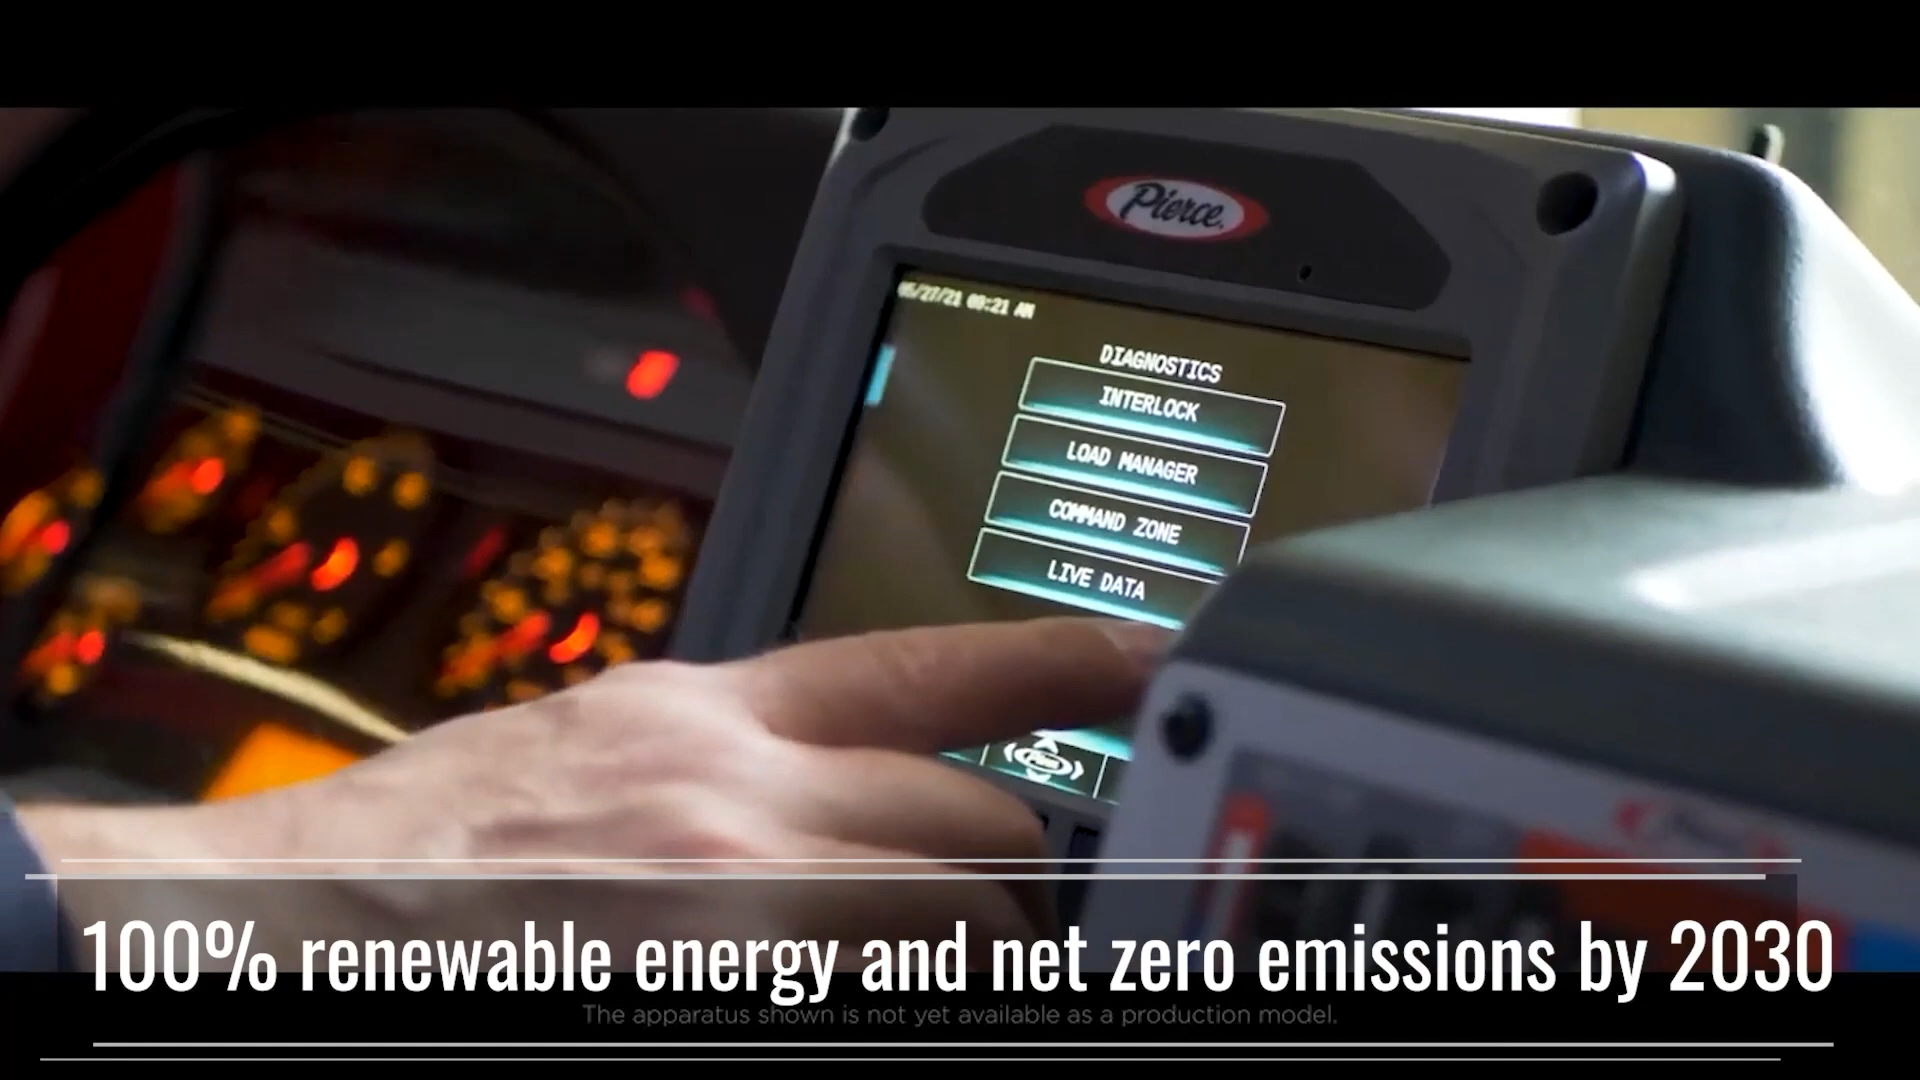 Pierce
05/27/21 09:21 AM
DIAGNOSTICS
INTERLOCK
LOAD MANAGER
COMMAND ZONE
LIVE DATA
100% renewable energy and net zero emissions by 2030
The apparatus shown is not yet available as a production model.